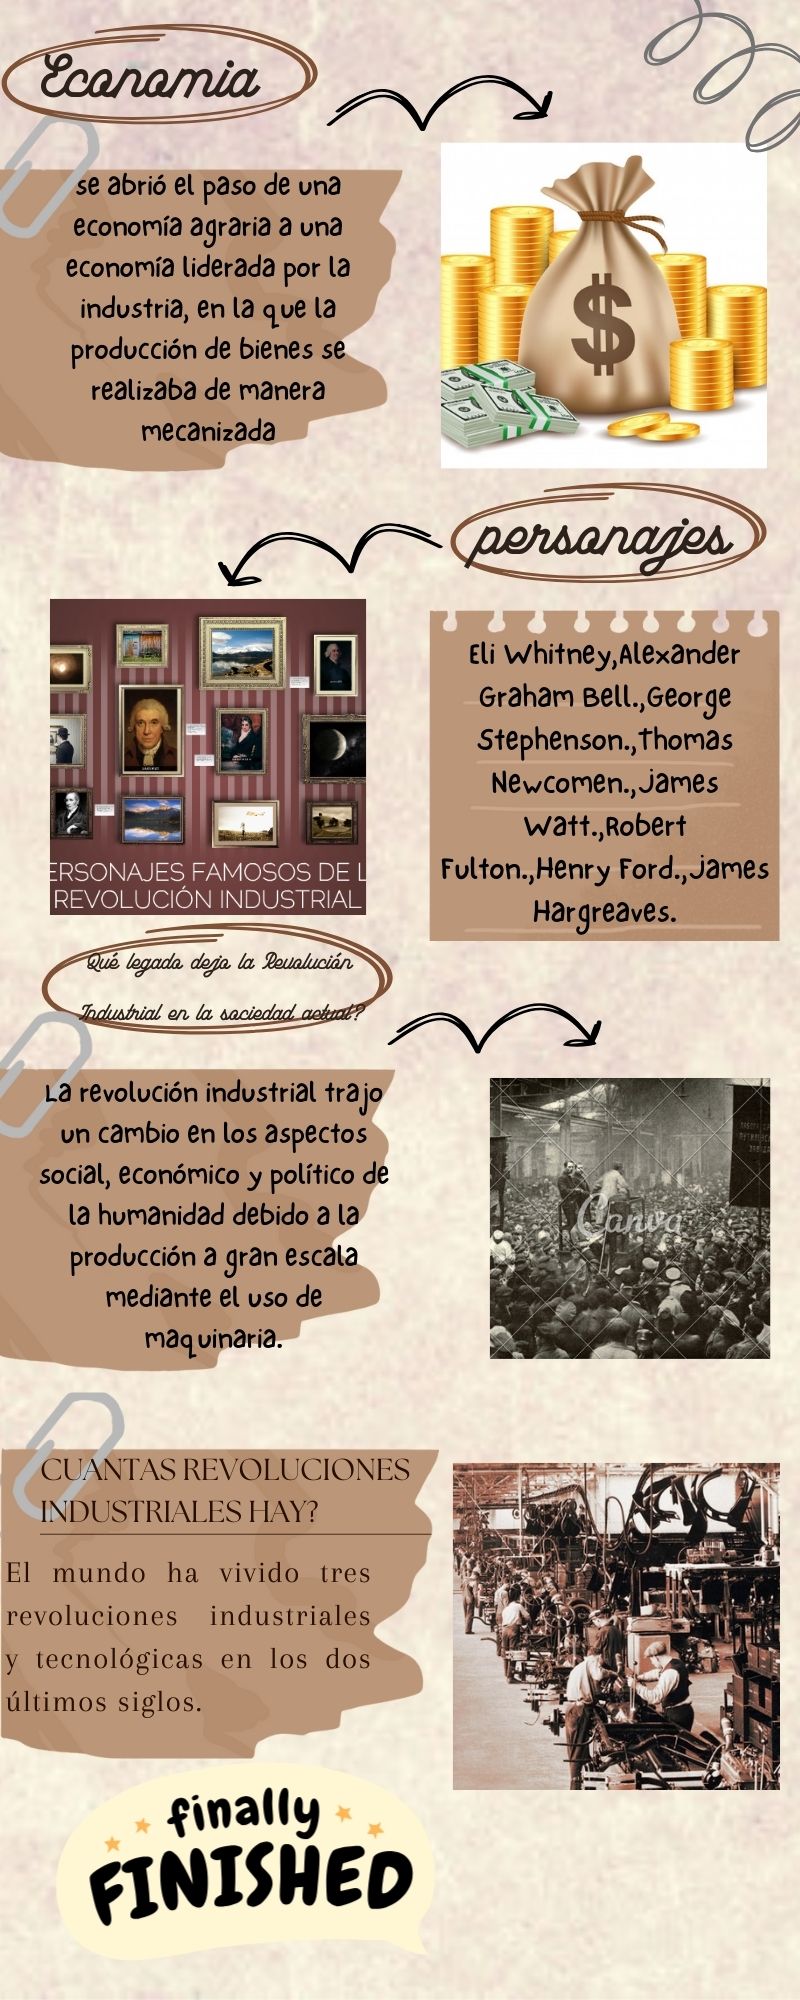 Economia
se abrió el paso de una
economía agraria a una
economía liderada por la
industria, en la que la
producción de bienes se
realizaba de manera
mecanizada
$
personajes
ERSONAJES FAMOSOS DE L
REVOLUCIÓN INDUSTRIAL
Eli Whitney,Alexander
Graham Bell.,George
Stephenson.,Thomas
Newcomen.,James
Watt.,Robert
Fulton.,Henry Ford.,James
Hargreaves.
Qué legado dejo la Revolución
Industrial en la sociedad actual?
La revolución industrial trajo
un cambio en los aspectos
social, económico y político de
la humanidad debido a la
producción a gran escala
mediante el uso de
maquinaria.
Canva
CUANTAS REVOLUCIONES
INDUSTRIALES HAY?
El mundo ha vivido tres
revoluciones industriales
y tecnológicas en los dos
últimos siglos.
finally
FINISHED